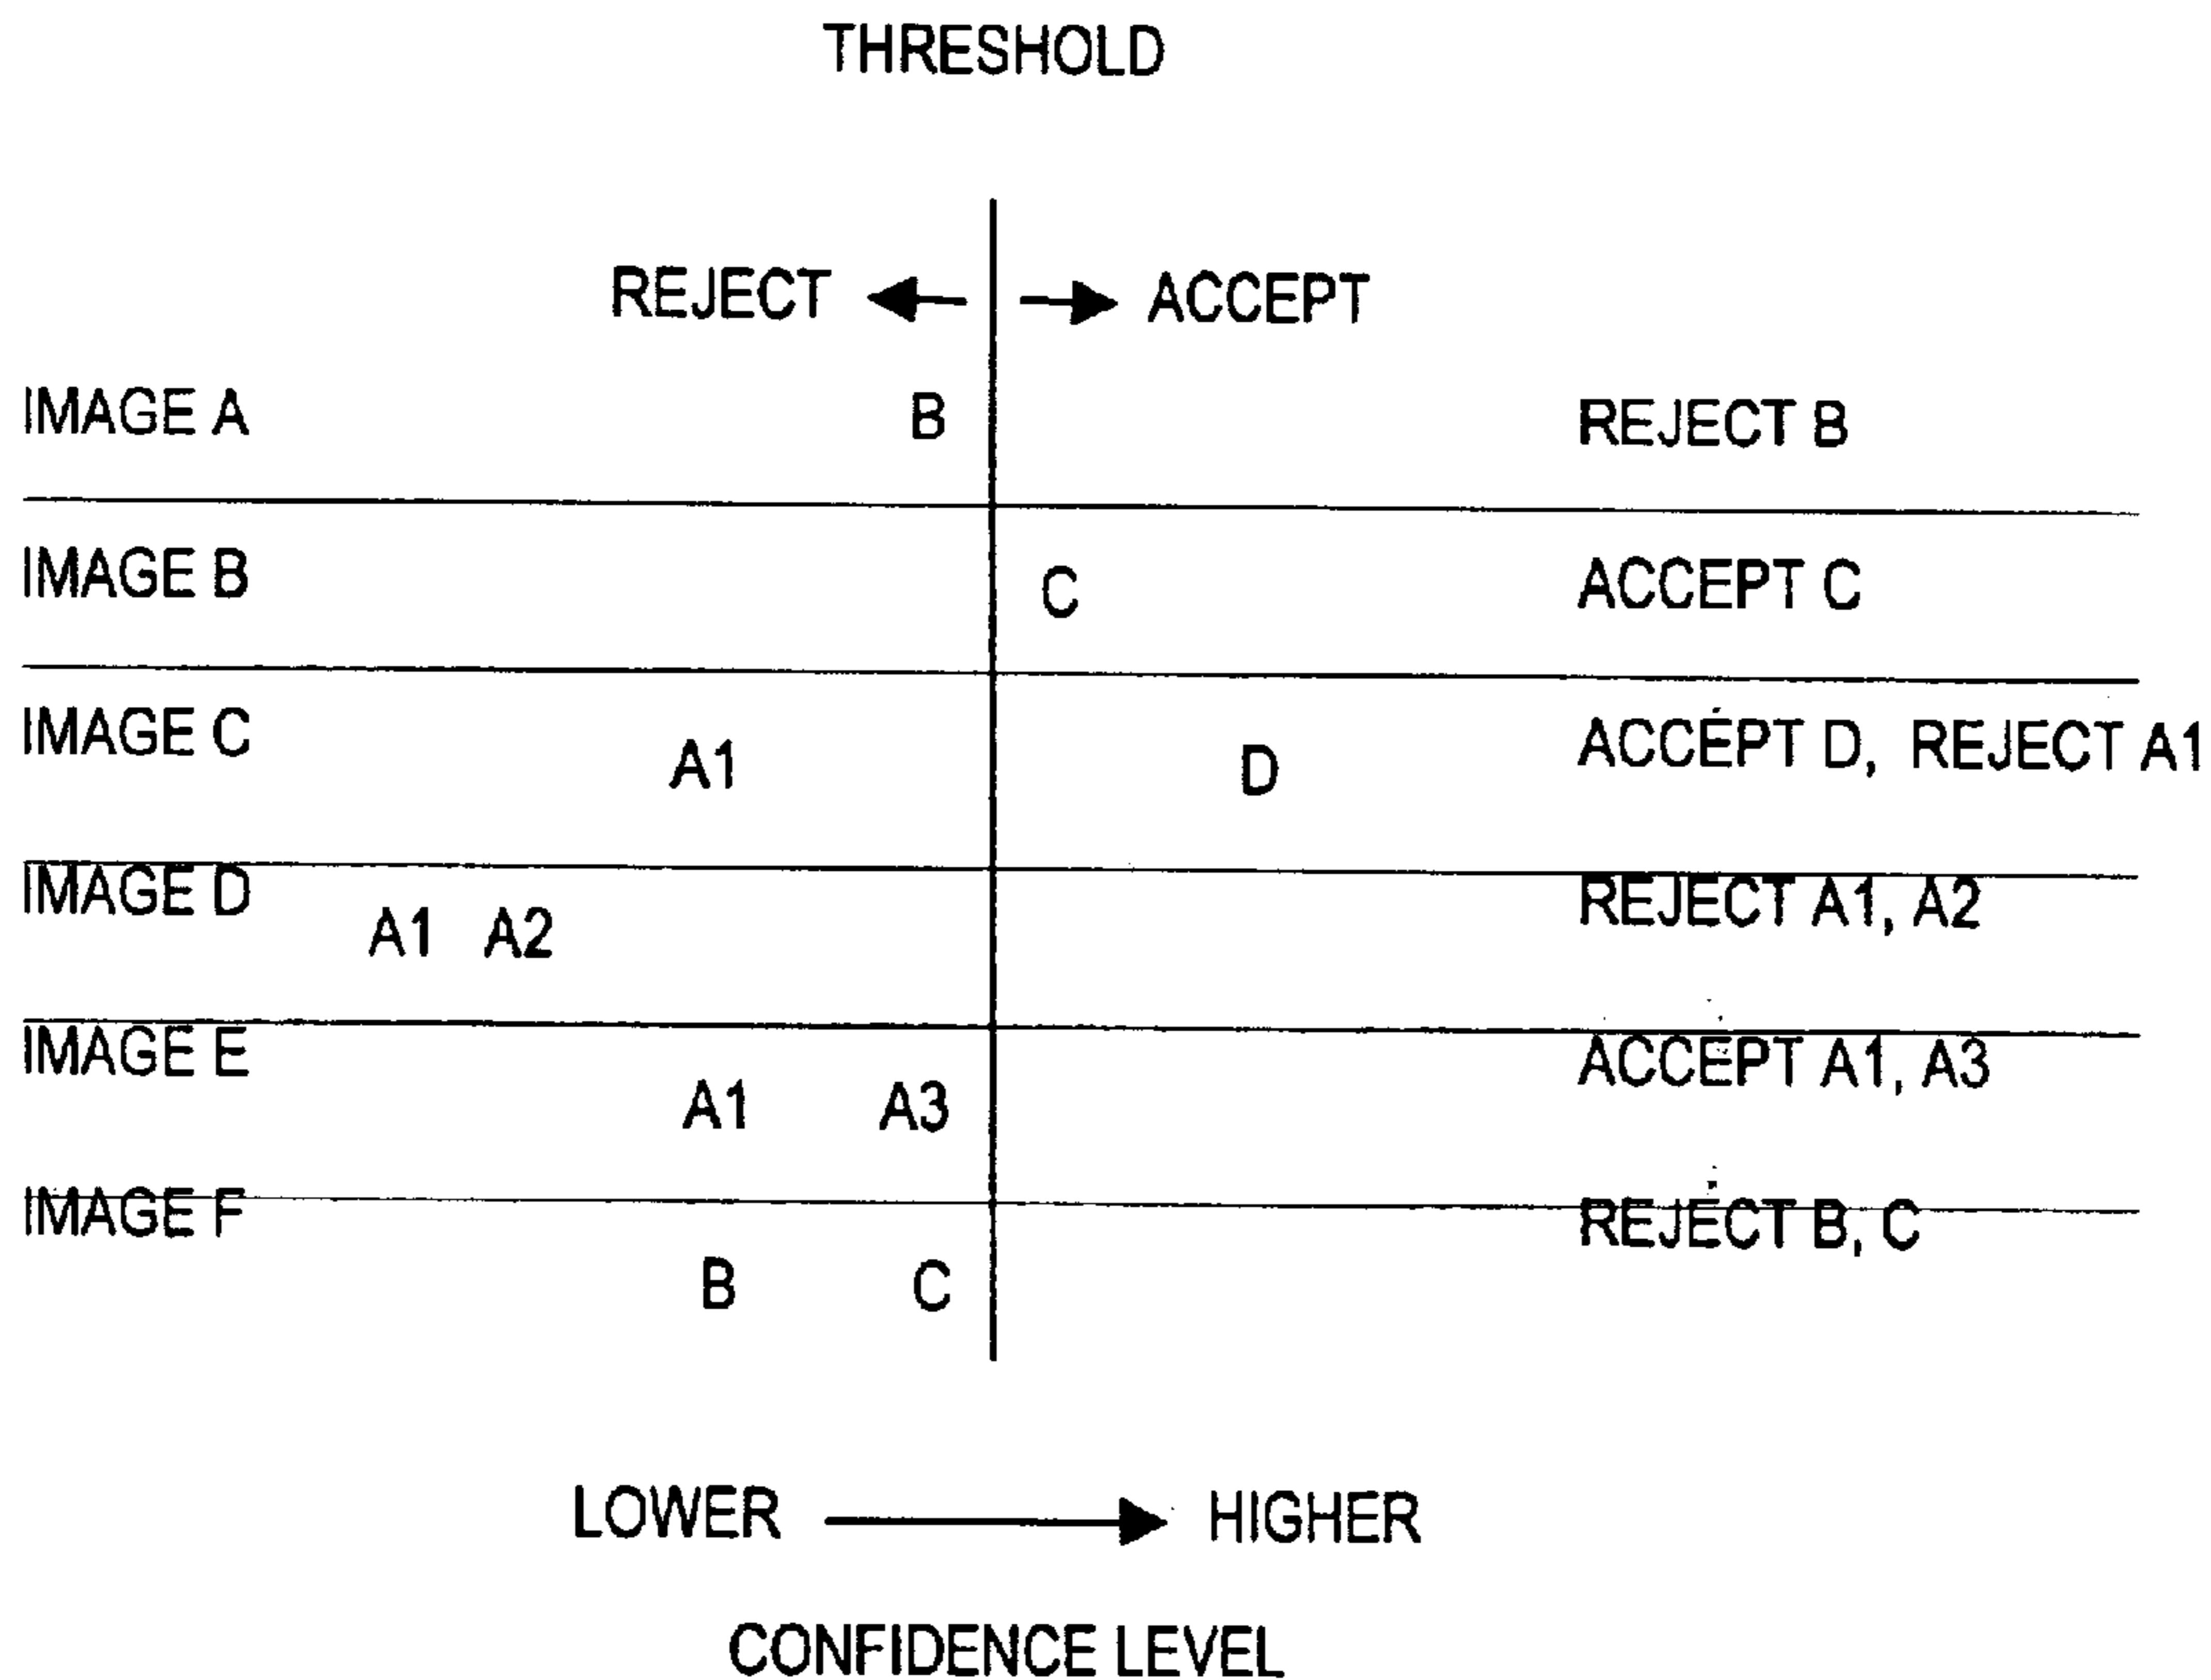 THRESHOLD
REJECT ACCEPT
IMAGE A B REJECT B
IMAGE B C ACCEPT C
IMAGE C A1 D ACCEPT D, REJECT A1
IMAGE D A1 A2 REJECT A1, A2
IMAGE E A1 A3 ACCEPT A1, A3
IMAGE F B C REJECT B, C
LOWER HIGHER
CONFIDENCE LEVEL